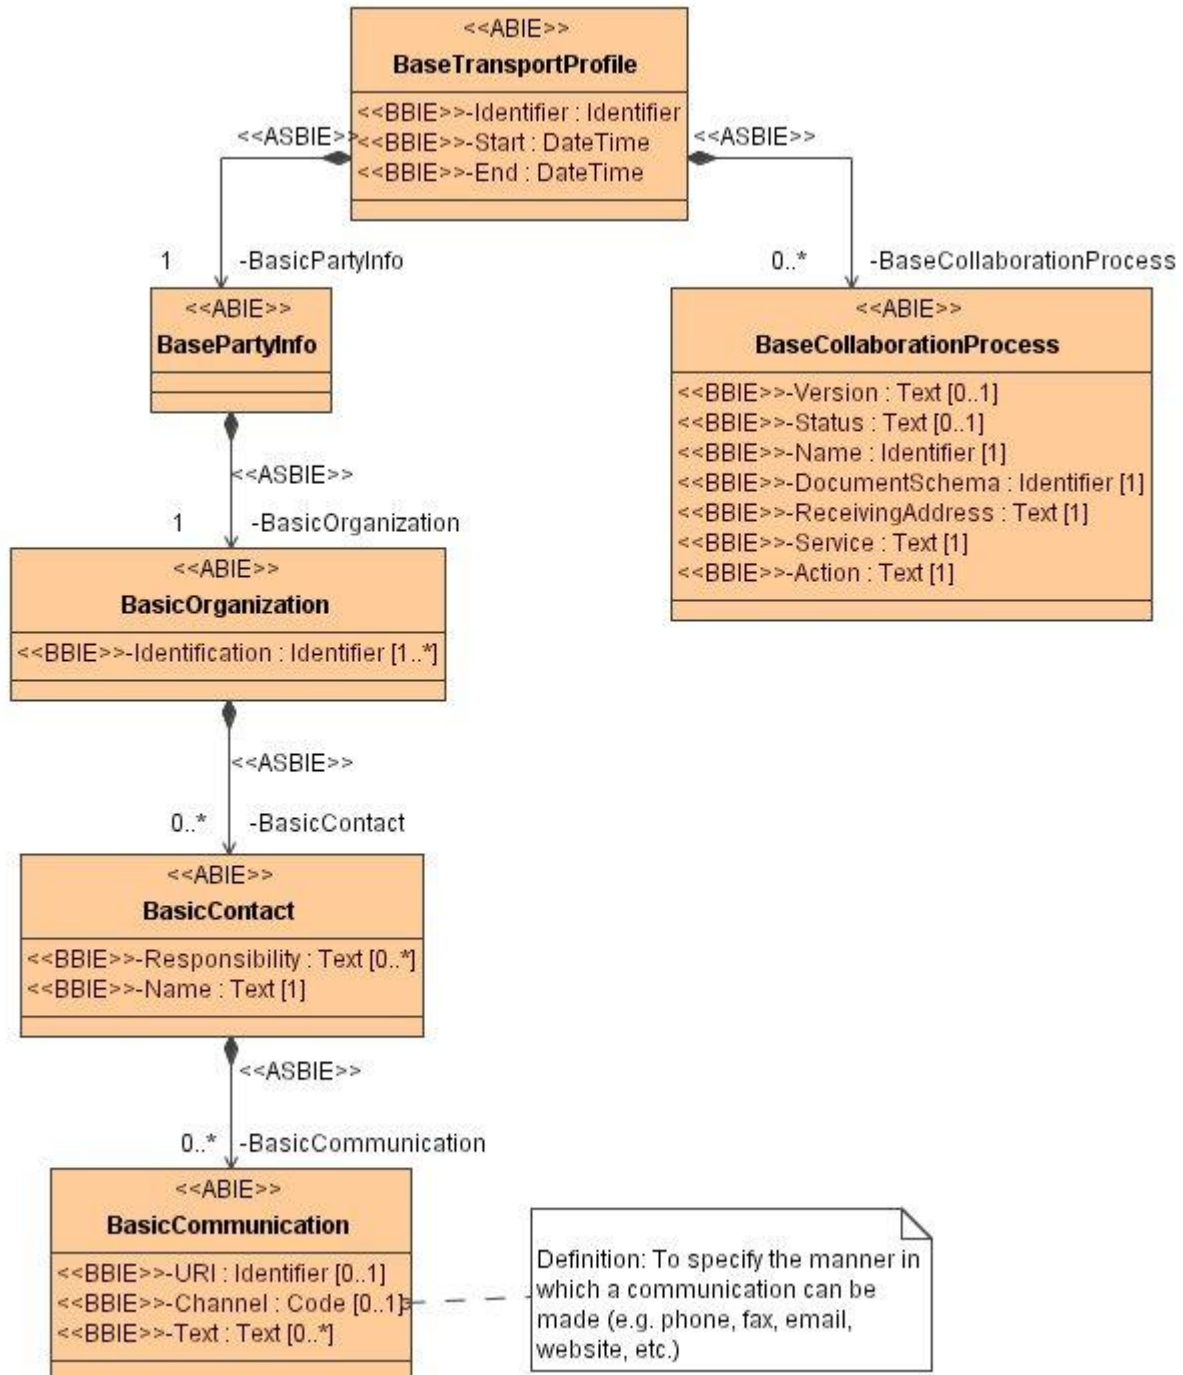 <<ABIE>>
BaseTransportProfile
<<BBIE>>-Identifier : Identifier
<<BBIE>>-Start : DateTime
<<BBIE>>-End : DateTime
<<ASBIE>>
<<ASBIE>>
1 -BasicPartyInfo
0..* -BaseCollaborationProcess
<<ABIE>>
BasePartyInfo
<<ABIE>>
BaseCollaborationProcess
<<BBIE>>-Version : Text [0..1]
<<BBIE>>-Status : Text [0..1]
<<BBIE>>-Name : Identifier [1]
<<BBIE>>-DocumentSchema : Identifier [1]
<<BBIE>>-ReceivingAddress : Text [1]
<<BBIE>>-Service : Text [1]
<<BBIE>>-Action : Text [1]
<<ASBIE>>
1 -BasicOrganization
<<ABIE>>
BasicOrganization
<<BBIE>>-Identification : Identifier [1..*]
<<ASBIE>>
0..* -BasicContact
<<ABIE>>
BasicContact
<<BBIE>>-Responsibility : Text [0..*]
<<BBIE>>-Name : Text [1]
<<ASBIE>>
0..* -BasicCommunication
<<ABIE>>
BasicCommunication
<<BBIE>>-URI : Identifier [0..1]
<<BBIE>>-Channel : Code [0..1]
<<BBIE>>-Text : Text [0..*]
Definition: To specify the manner in
which a communication can be
made (e.g. phone, fax, email,
website, etc.)